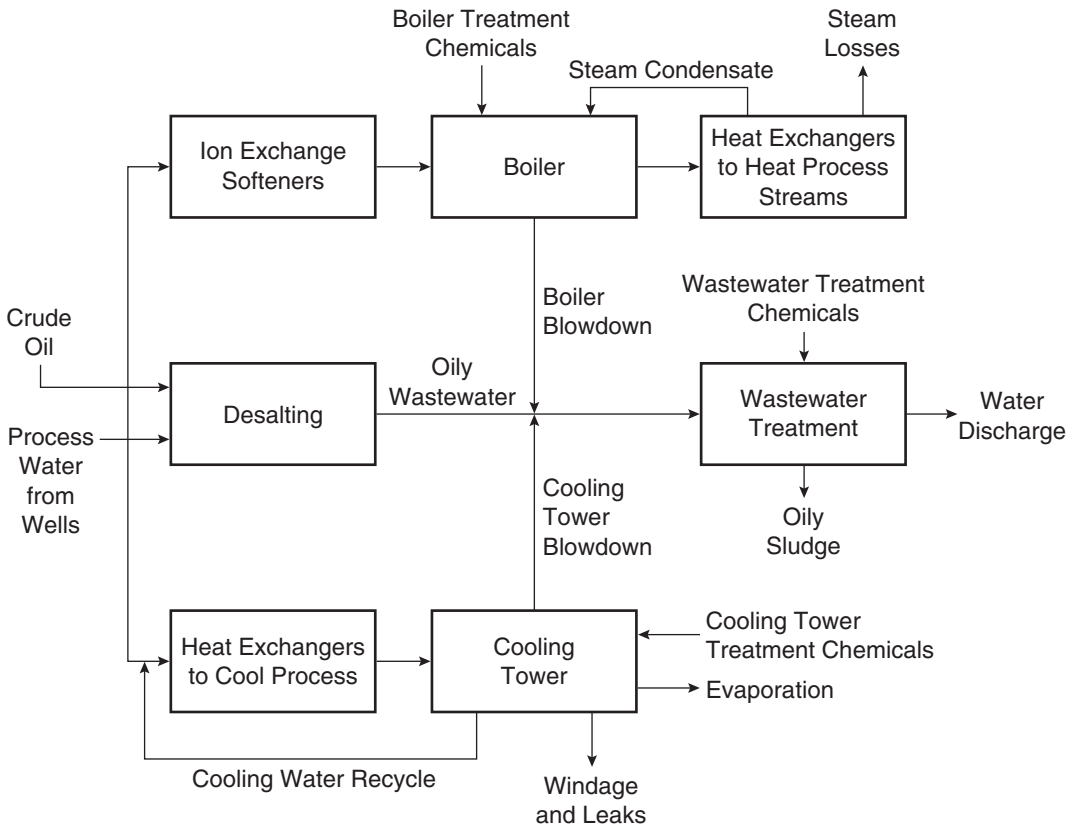 Boiler Treatment
Chemicals
Steam
Losses
Steam Condensate
Ion Exchange
Softeners
Boiler
Heat Exchangers
to Heat Process
Streams
Crude
Oil
Boiler
Blowdown
Wastewater Treatment
Chemicals
Oily
Wastewater
Desalting
Wastewater
Treatment
Water
Discharge
Process
Water
from
Wells
Cooling
Tower
Blowdown
Oily
Sludge
Heat Exchangers
to Cool Process
Cooling
Tower
Cooling Tower
Treatment Chemicals
Evaporation
Cooling Water Recycle
Windage
and Leaks